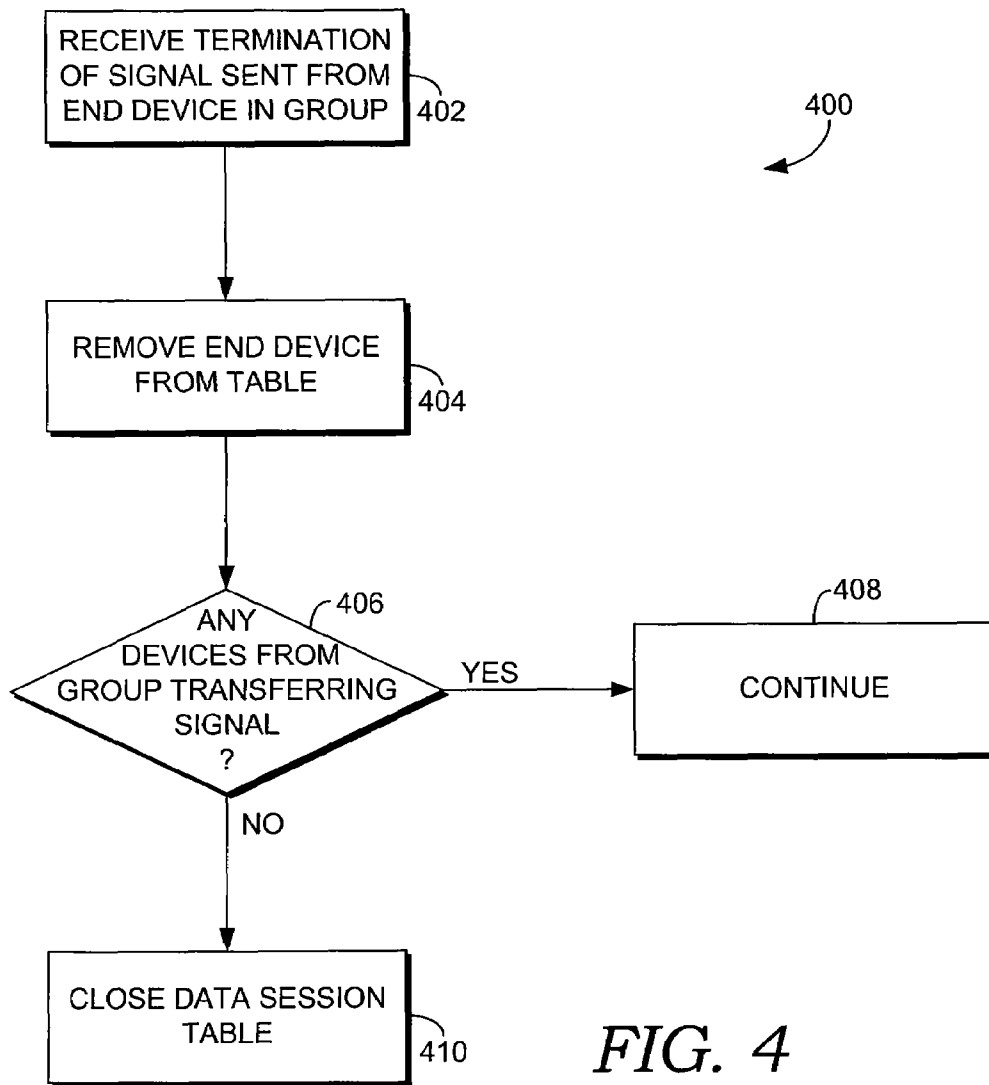 RECEIVE TERMINATION
OF SIGNAL SENT FROM
END DEVICE IN GROUP
402
400
REMOVE END DEVICE
FROM TABLE
404
406
ANY
DEVICES FROM
GROUP TRANSFERRING
SIGNAL
?
YES
408
CONTINUE
NO
CLOSE DATA SESSION
TABLE
410
FIG. 4